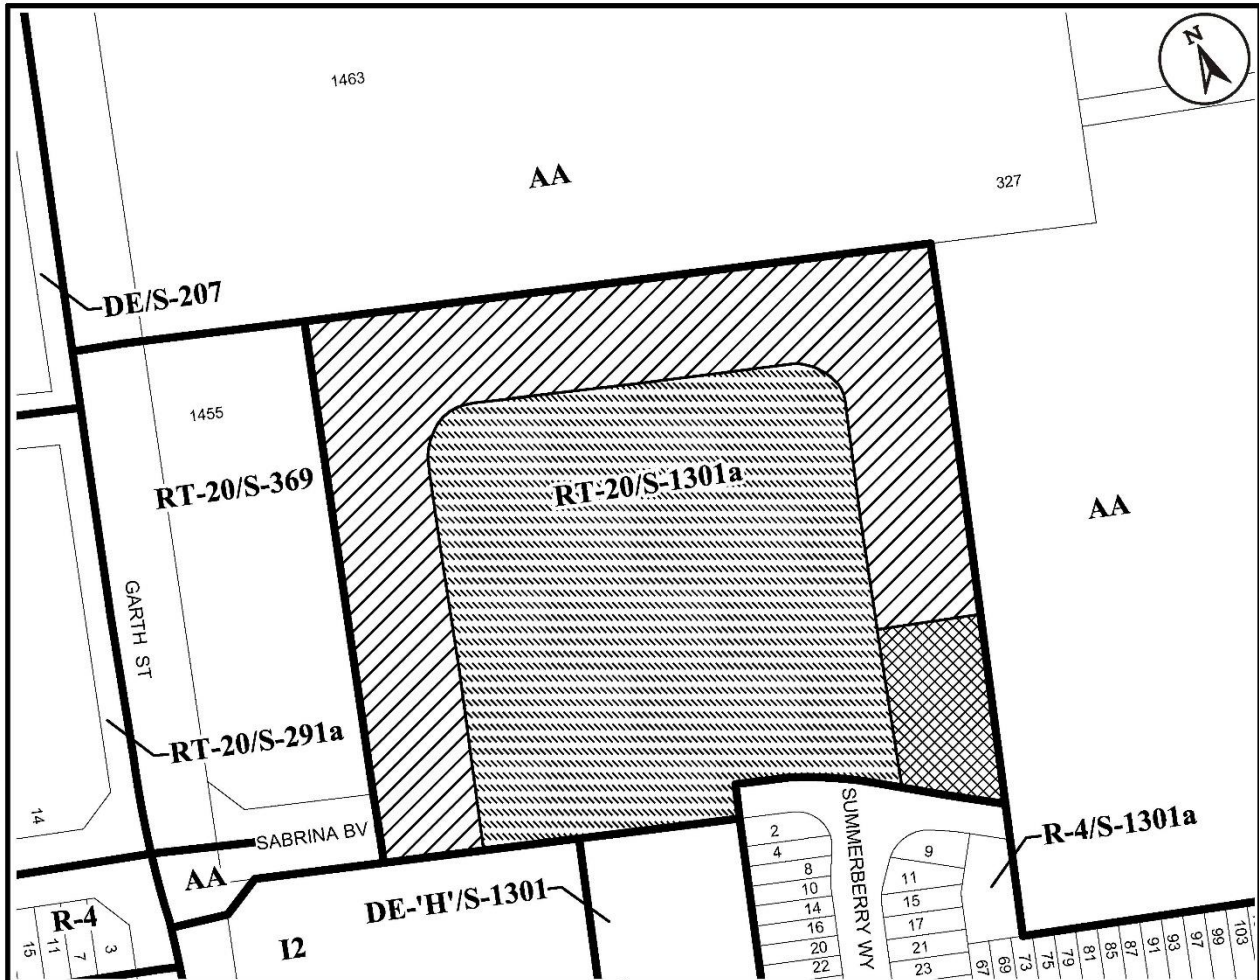 N
1463
AA
327
DE/S-207
1455
RT-20/S-369
RT-20/S-1301a
AA
GARTH ST
RT-20/S-291a
14
SABRINA BV
SUMMERBERRY WY
AA
R-4/S-1301a
R-4
DE-'H'/S-1301
I2
2
4
8
10
14
16
20
22
9
11
15
17
21
23
15
11
7
3
67
69
73
75
79
81
85
87
91
93
97
99
103